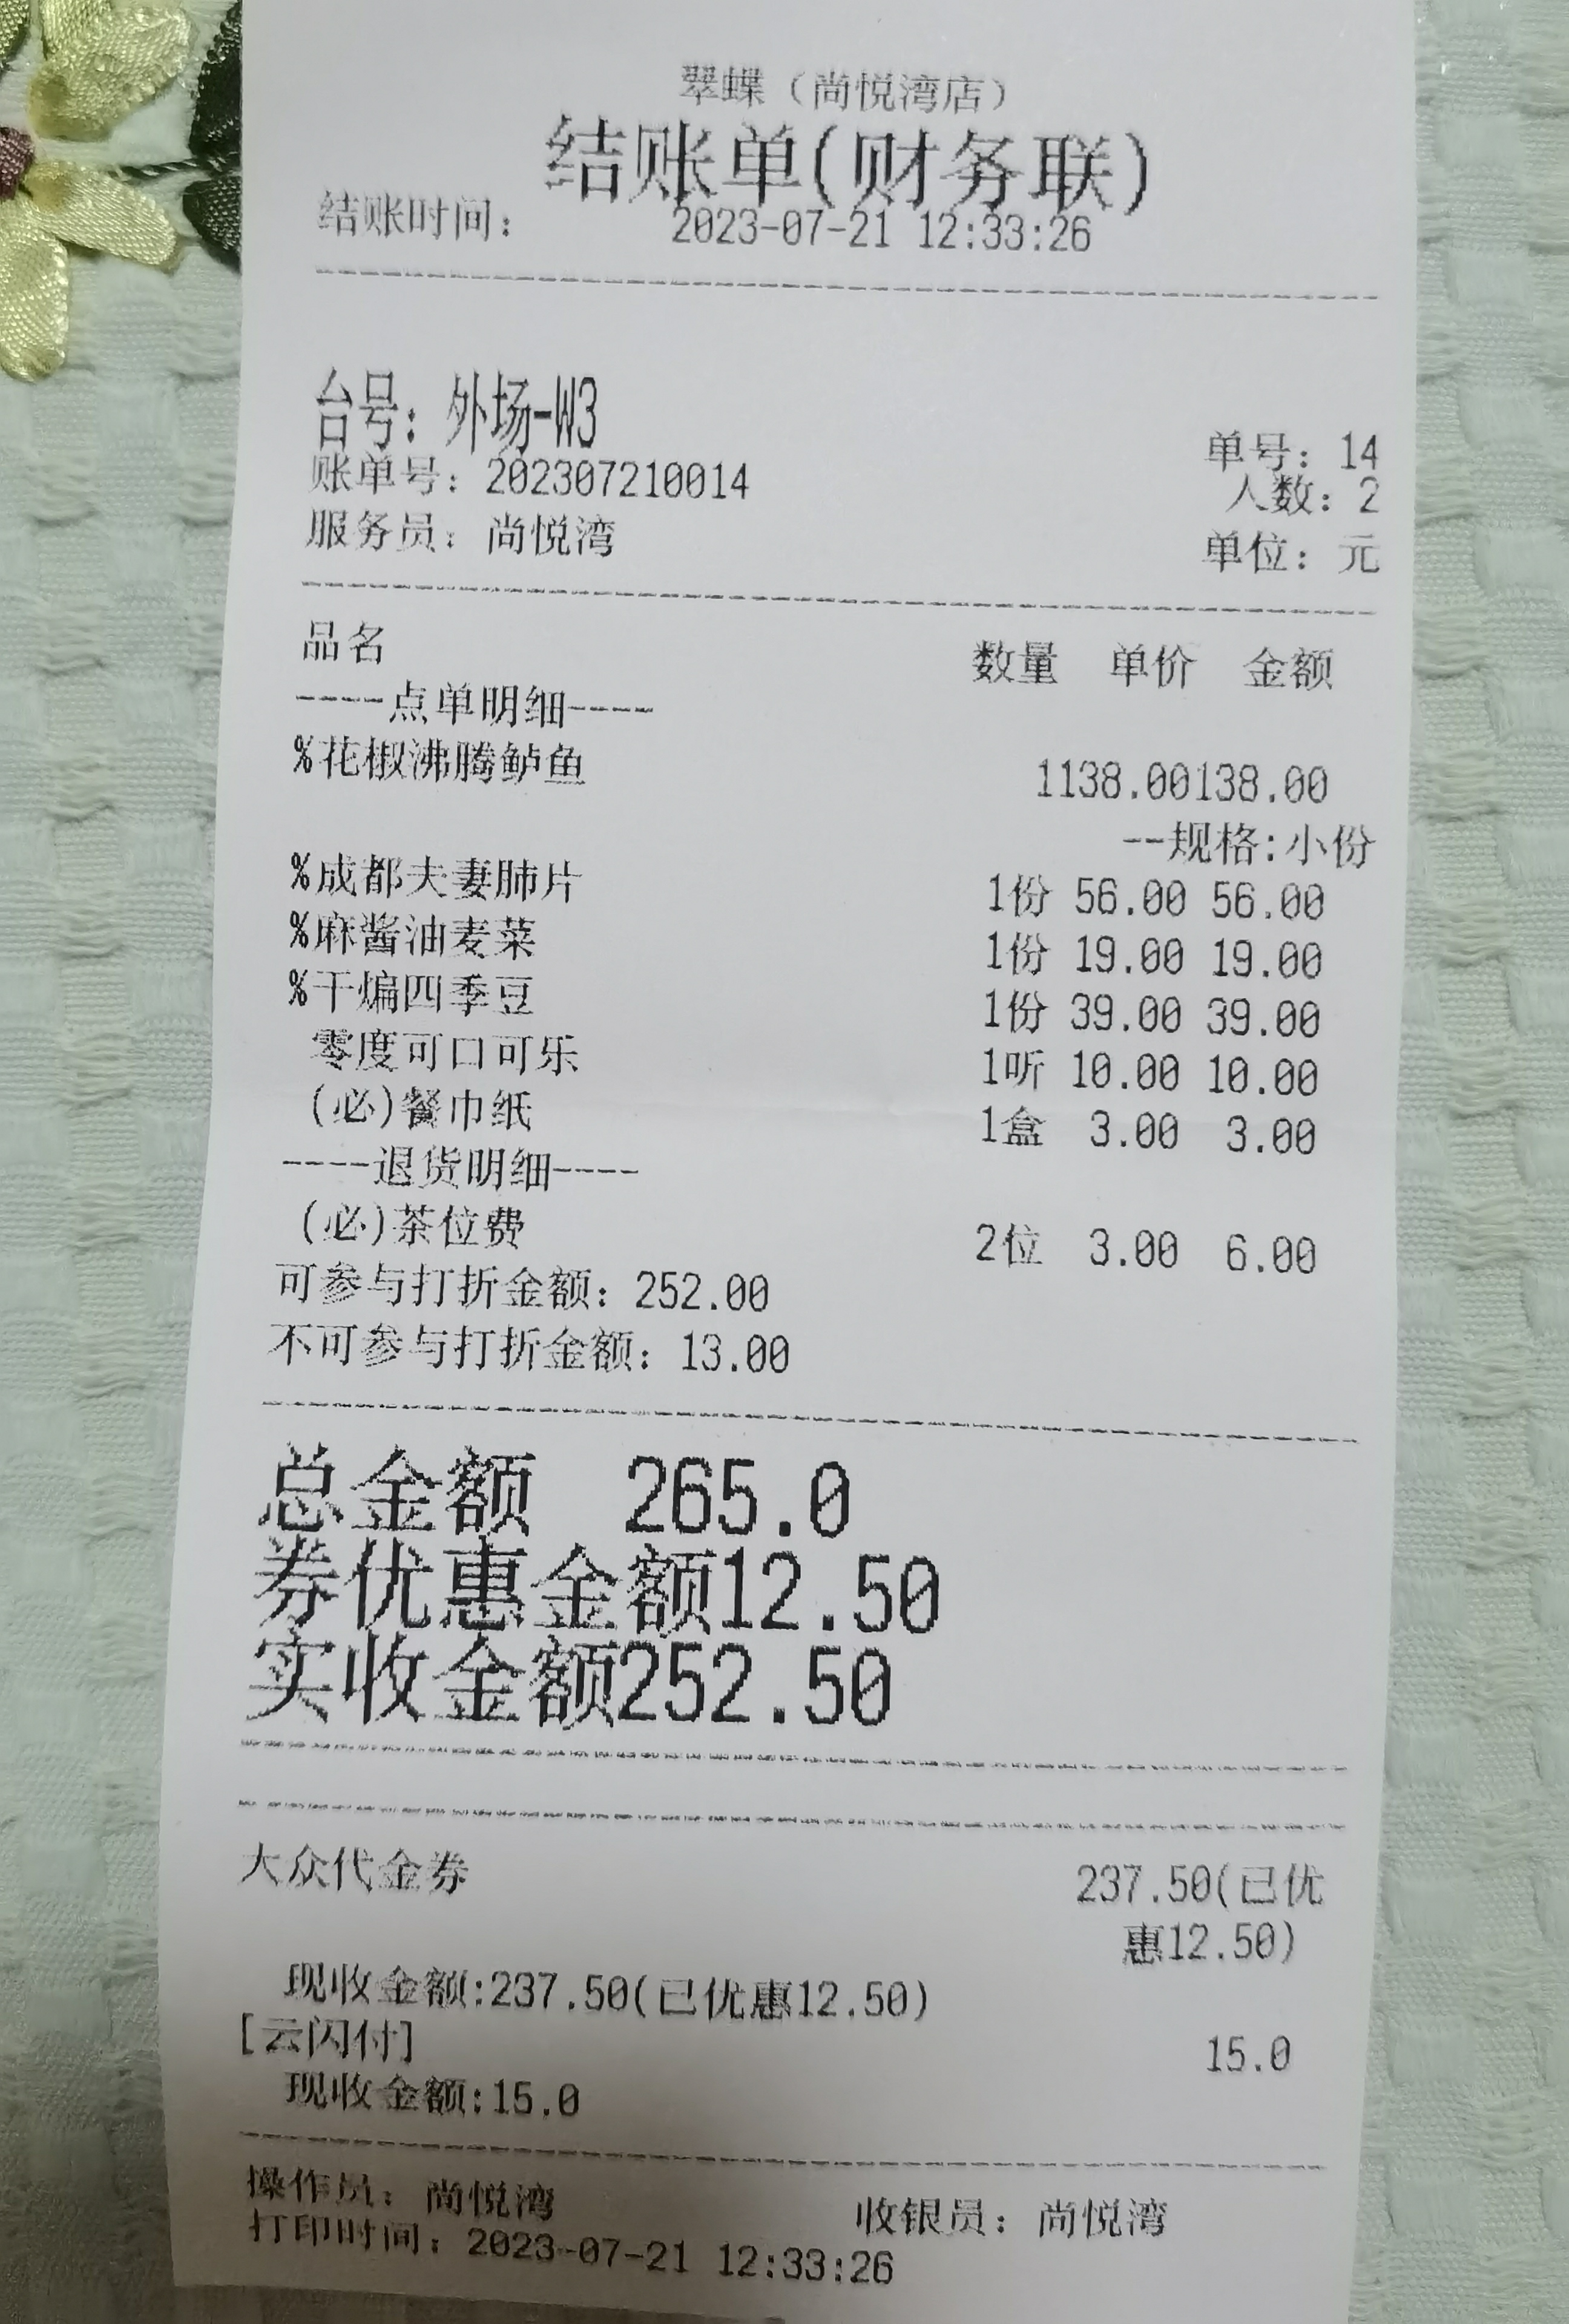 翠蝶（尚悦湾店）
结账单(财务联)
结账时间： 2023-07-21 12:33:26
台号：外场-W3
单号：14
账单号：202307210014
人数：2
服务员：尚悦湾
单位：元
品名 数量 单价 金额
----点单明细----
%花椒沸腾鲈鱼 1138.00138.00
--规格:小份
%成都夫妻肺片 1份 56.00 56.00
%麻酱油麦菜 1份 19.00 19.00
%干煸四季豆 1份 39.00 39.00
零度可口可乐 1听 10.00 10.00
(必)餐巾纸 1盒 3.00 3.00
----退货明细----
(必)茶位费 2位 3.00 6.00
可参与打折金额：252.00
不可参与打折金额：13.00
总金额 265.0
券优惠金额12.50
实收金额252.50
大众代金券 237.50(已优
惠12.50)
现收金额:237.50(已优惠12.50)
[云闪付] 15.0
现收金额:15.0
操作员：尚悦湾 收银员：尚悦湾
打印时间：2023-07-21 12:33:26